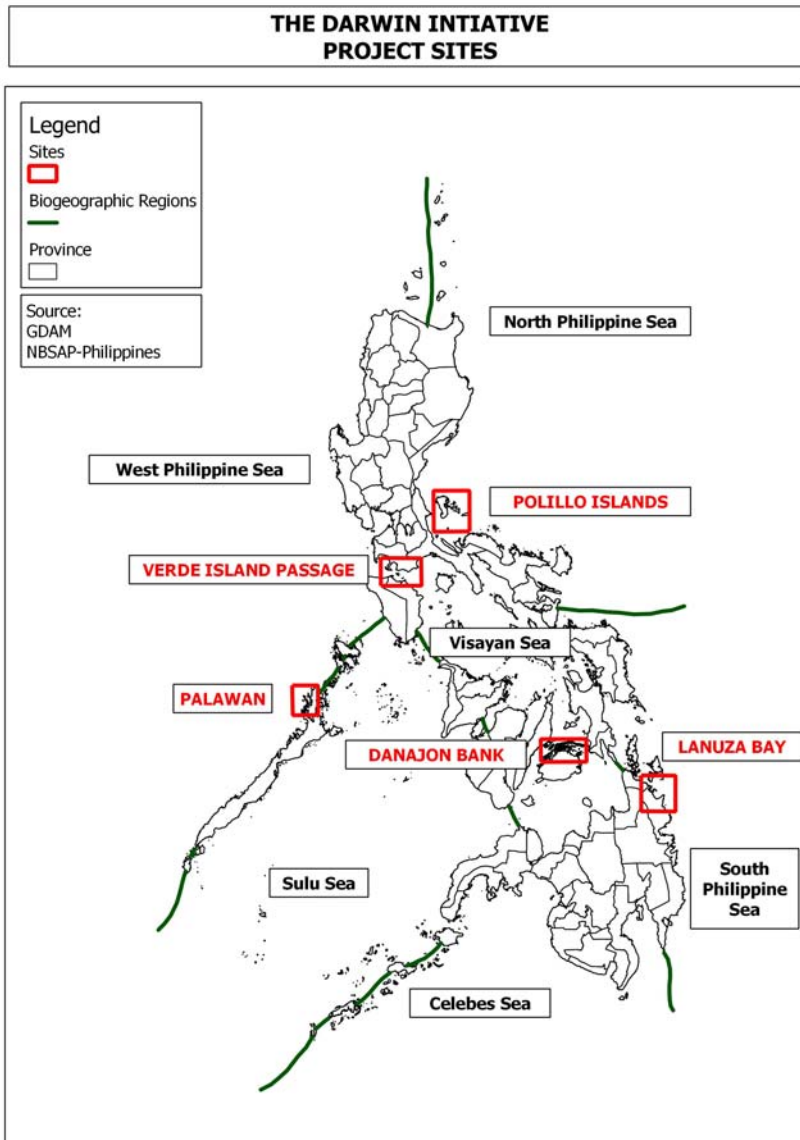 THE DARWIN INTIATIVE
PROJECT SITES
Legend
Sites
Biogeographic Regions
Province
Source:
GDAM
NBSAP-Philippines
North Philippine Sea
West Philippine Sea
POLILLO ISLANDS
VERDE ISLAND PASSAGE
Visayan Sea
PALAWAN
DANAJON BANK
LANUZA BAY
Sulu Sea
South
Philippine
Sea
Celebes Sea